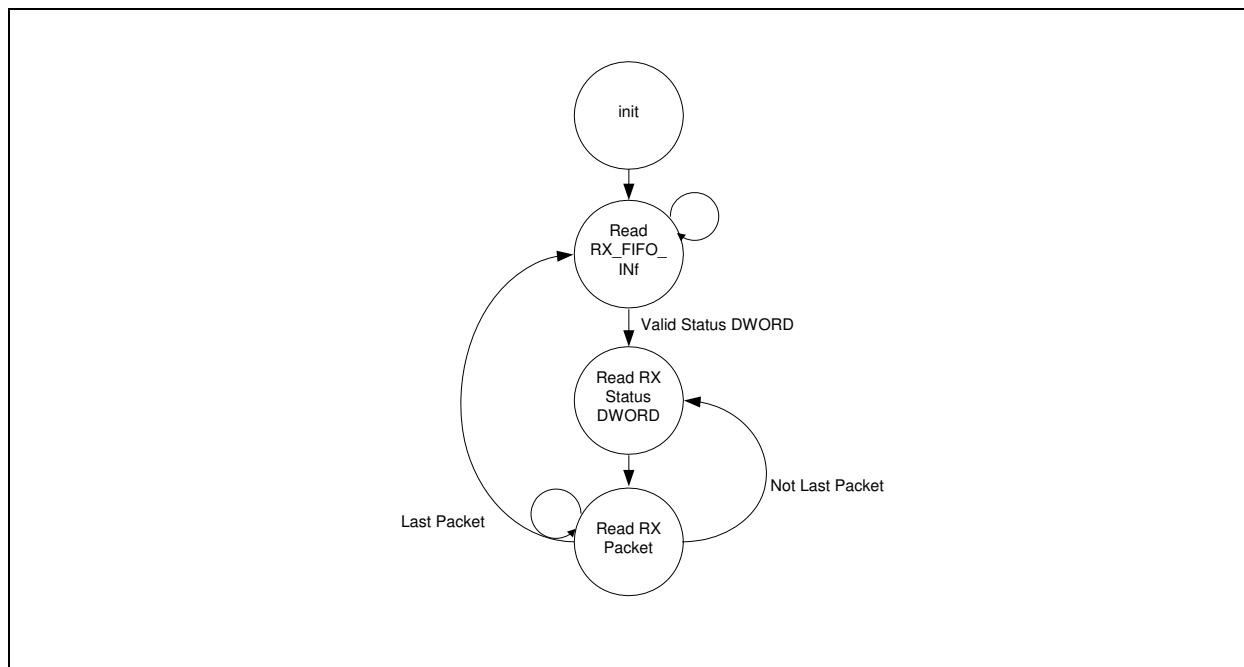 init
Read
RX_FIFO_
INf
Valid Status DWORD
Read RX
Status
DWORD
Not Last Packet
Last Packet
Read RX
Packet